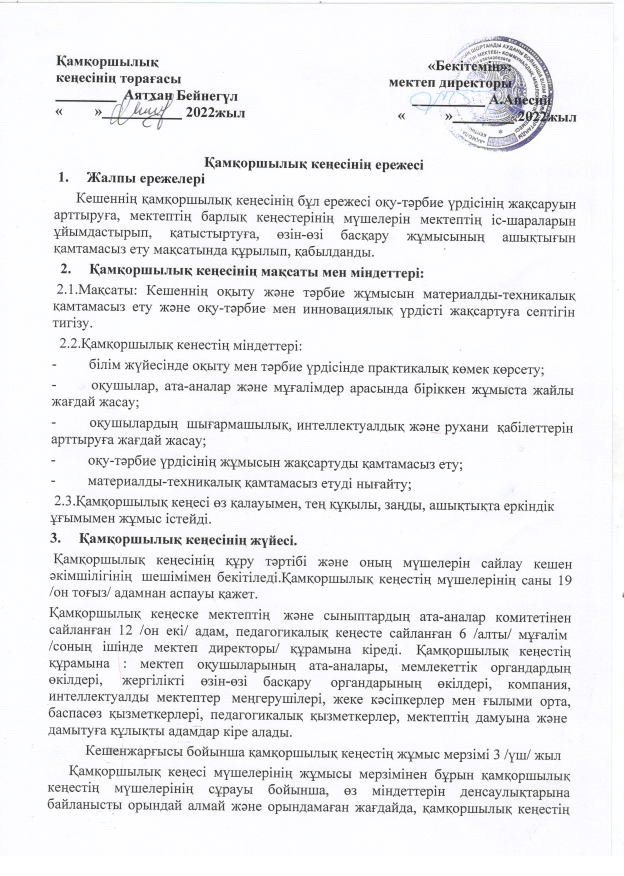 Қамқоршылық
«Бекітемін»:
кеңесінің төрағасы
мектеп директоры
________ Аятхан Бейнегүл
__________ А.Апесин
« »__________ 2022жыл
« »________ 2022жыл
Қамқоршылық кеңесінің ережесі
1. Жалпы ережелері
Кешеннің қамқоршылық кеңесінің бұл ережесі оқу-тәрбие үрдісінің жақсаруын
арттыруға, мектептің барлық кеңестерінің мүшелерін мектептің іс-шараларын
ұйымдастырып, қатыстыртуға, өзін-өзі басқару жұмысының ашықтығын
қамтамасыз ету мақсатында құрылып, қабылданды.
2. Қамқоршылық кеңесінің мақсаты мен міндеттері:
2.1.Мақсаты: Кешеннің оқыту және тәрбие жұмысын материалды-техникалық
қамтамасыз ету және оқу-тәрбие мен инновациялық үрдісті жақсартуға септігін
тигізу.
2.2.Қамқоршылық кенестің міндеттері:
- білім жүйесінде оқыту мен тәрбие үрдісінде практикалық көмек көрсету;
- оқушылар, ата-аналар және мұғалімдер арасында біріккен жұмыста жайлы
жағдай жасау;
- оқушылардың шығармашылық, интеллектуалдық және рухани қабілеттерін
арттыруға жағдай жасау;
- оқу-тәрбие үрдісінің жұмысын жақсартуды қамтамасыз ету;
- материалды-техникалық қамтамасыз етуді нығайту;
2.3.Қамқоршылық кеңесі өз қалауымен, тең құқылы, заңды, ашықтықта еркіндік
ұғымымен жұмыс істейді.
3. Қамқоршылық кеңесінің жүйесі.
Қамқоршылық кеңесінің құру тәртібі және оның мүшелерін сайлау кешен
әкімшілігінің шешімімен бекітіледі.Қамқоршылық кеңестің мүшелерінің саны 19
/он тоғыз/ адамнан аспауы қажет.
Қамқоршылық кеңеске мектептің және сыныптардың ата-аналар комитетінен
сайланған 12 /он екі/ адам, педагогикалық кеңесте сайланған 6 /алты/ мұғалім
/соның ішінде мектеп директоры/ құрамына кіреді. Қамқоршылық кеңестің
құрамына : мектеп оқушыларының ата-аналары, мемлекеттік органдардың
өкілдері, жергілікті өзін-өзі басқару органдарының өкілдері, компания,
интеллектуалды мектептер меңгерушілері, жеке кәсіпкерлер мен ғылыми орта,
баспасөз қызметкерлері, педагогикалық қызметкерлер, мектептің дамуына және
дамытуға құлықты адамдар кіре алады.
Кешенжарғысы бойынша қамқоршылық кеңестің жұмыс мерзімі 3 /үш/ жыл
Қамқоршылық кеңесі мүшелерінің жұмысы мерзімінен бұрын қамқоршылық
кеңестің мүшелерінің сұрауы бойынша, өз міндеттерін денсаулықтарына
байланысты орындай алмай және орындамаған жағдайда, қамқоршылық кеңестің